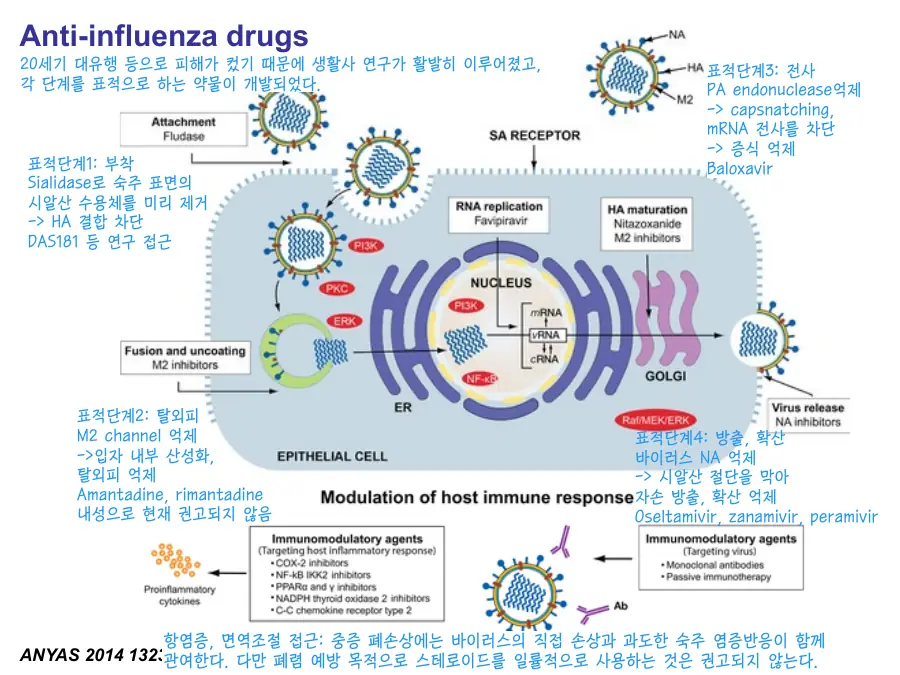 Anti-influenza drugs
20세기 대유행 등으로 피해가 컸기 때문에 생활사 연구가 활발히 이루어졌고,
각 단계를 표적으로 하는 약물이 개발되었다.
NA
HA
M2
표적단계3: 전사
PA endonuclease억제
-> capsnatching,
mRNA 전사를 차단
-> 증식 억제
Baloxavir
Attachment
Fludase
SA RECEPTOR
표적단계1: 부착
Sialidase로 숙주 표면의
시알산 수용체를 미리 제거
-> HA 결합 차단
DAS181 등 연구 접근
RNA replication
Favipiravir
HA maturation
Nitazoxanide
M2 inhibitors
PI3K
PKC
ERK
NUCLEUS
PI3K
mRNA
vRNA
cRNA
NF-κB
Fusion and uncoating
M2 inhibitors
ER
GOLGI
Raf/MEK/ERK
Virus release
NA inhibitors
표적단계2: 탈외피
M2 channel 억제
->입자 내부 산성화,
탈외피 억제
Amantadine, rimantadine
내성으로 현재 권고되지 않음
EPITHELIAL CELL
표적단계4: 방출, 확산
바이러스 NA 억제
-> 시알산 절단을 막아
자손 방출, 확산 억제
Oseltamivir, zanamivir, peramivir
Modulation of host immune response
Proinflammatory
cytokines
Immunomodulatory agents
(Targeting host inflammatory response)
• COX-2 inhibitors
• NF-kB IKK2 inhibitors
• PPARα and γ inhibitors
• NADPH thyroid oxidase 2 inhibitors
• C-C chemokine receptor type 2
Ab
Immunomodulatory agents
(Targeting virus)
• Monoclonal antibodies
• Passive immunotherapy
ANYAS 2014 1323
항염증, 면역조절 접근: 중증 폐손상에는 바이러스의 직접 손상과 과도한 숙주 염증반응이 함께
관여한다. 다만 폐렴 예방 목적으로 스테로이드를 일률적으로 사용하는 것은 권고되지 않는다.